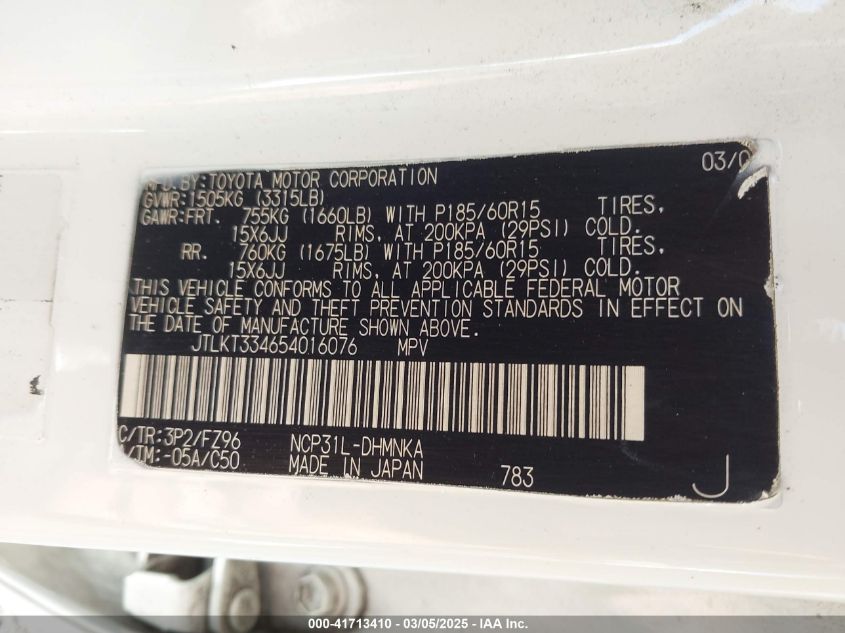 03/0
MFD.BY:TOYOTA MOTOR CORPORATION
GVWR:1505KG (3315LB)
GAWR:FRT. 755KG (1660LB) WITH P185/60R15 TIRES,
15X6JJ RIMS, AT 200KPA (29PSI) COLD.
RR. 760KG (1675LB) WITH P185/60R15 TIRES,
15X6JJ RIMS, AT 200KPA (29PSI) COLD.
THIS VEHICLE CONFORMS TO ALL APPLICABLE FEDERAL MOTOR
VEHICLE SAFETY AND THEFT PREVENTION STANDARDS IN EFFECT ON
THE DATE OF MANUFACTURE SHOWN ABOVE.
JTLKT334654016076 MPV
C/TR:3P2/FZ96 NCP31L-DHMNKA
/TM:-05A/C50 MADE IN JAPAN 783 J
000-41713410 - 03/05/2025 - IAA Inc.